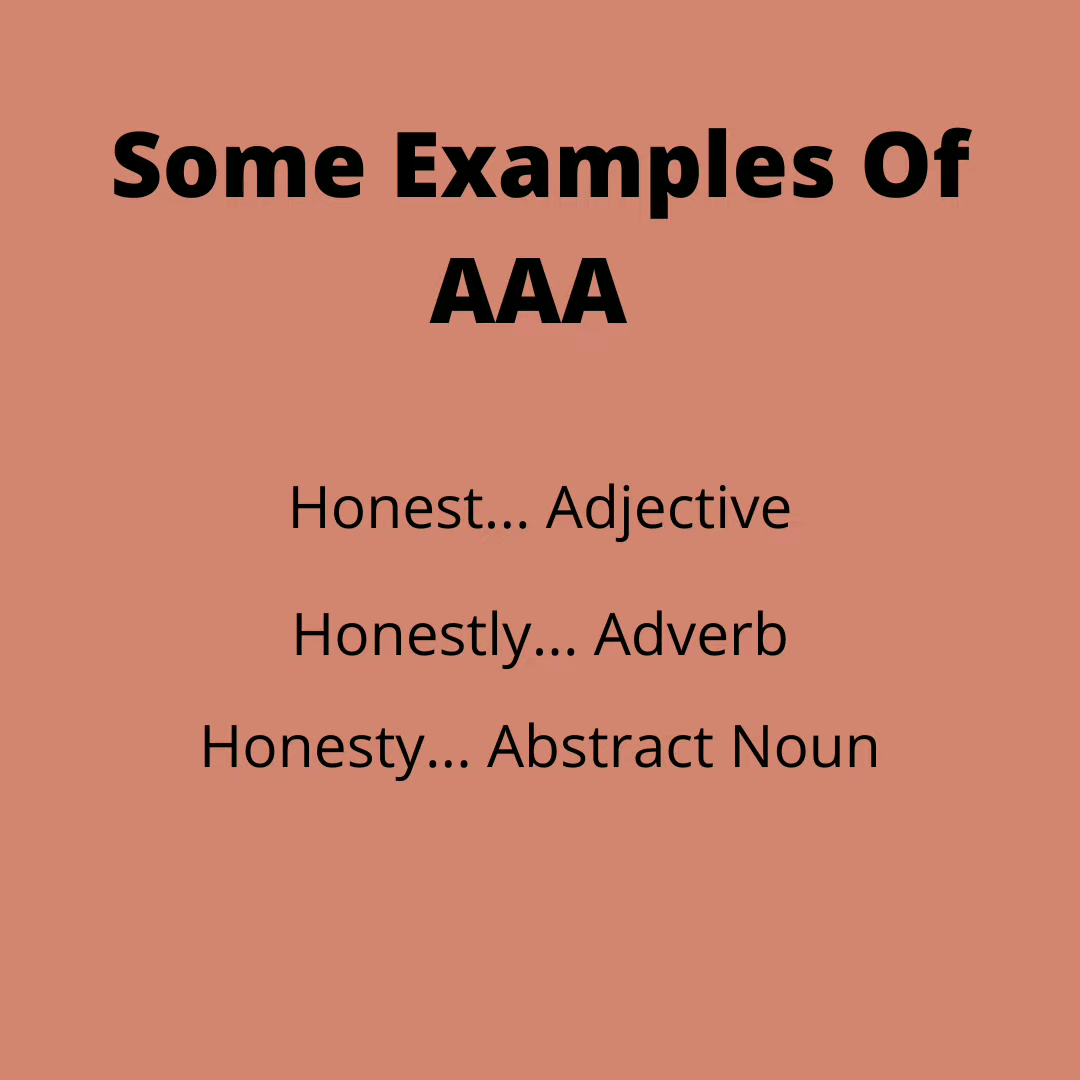 Some Examples Of
AAA
Honest... Adjective
Honestly... Adverb
Honesty... Abstract Noun